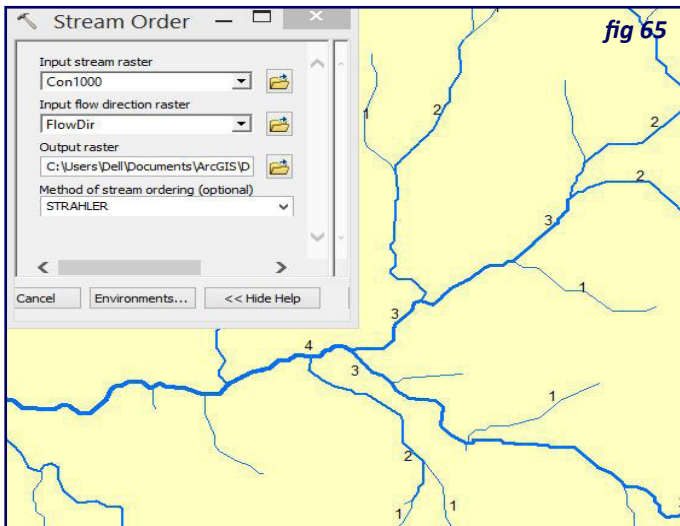 Stream Order
fig 65
Input stream raster
Con1000
Input flow direction raster
FlowDir
Output raster
C:\Users\Dell\Documents\ArcGIS\D
Method of stream ordering (optional)
STRAHLER
Cancel
Environments...
<< Hide Help
1
2
1
2
2
3
1
3
4
3
1
2
1
1